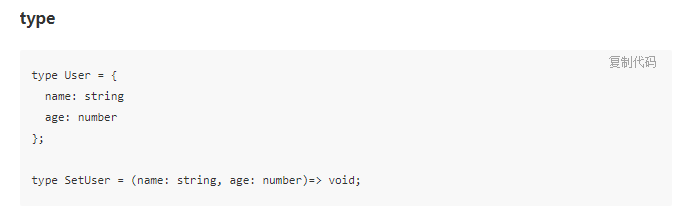 type
复制代码
type User = {
  name: string
  age: number
};

type SetUser = (name: string, age: number)=> void;